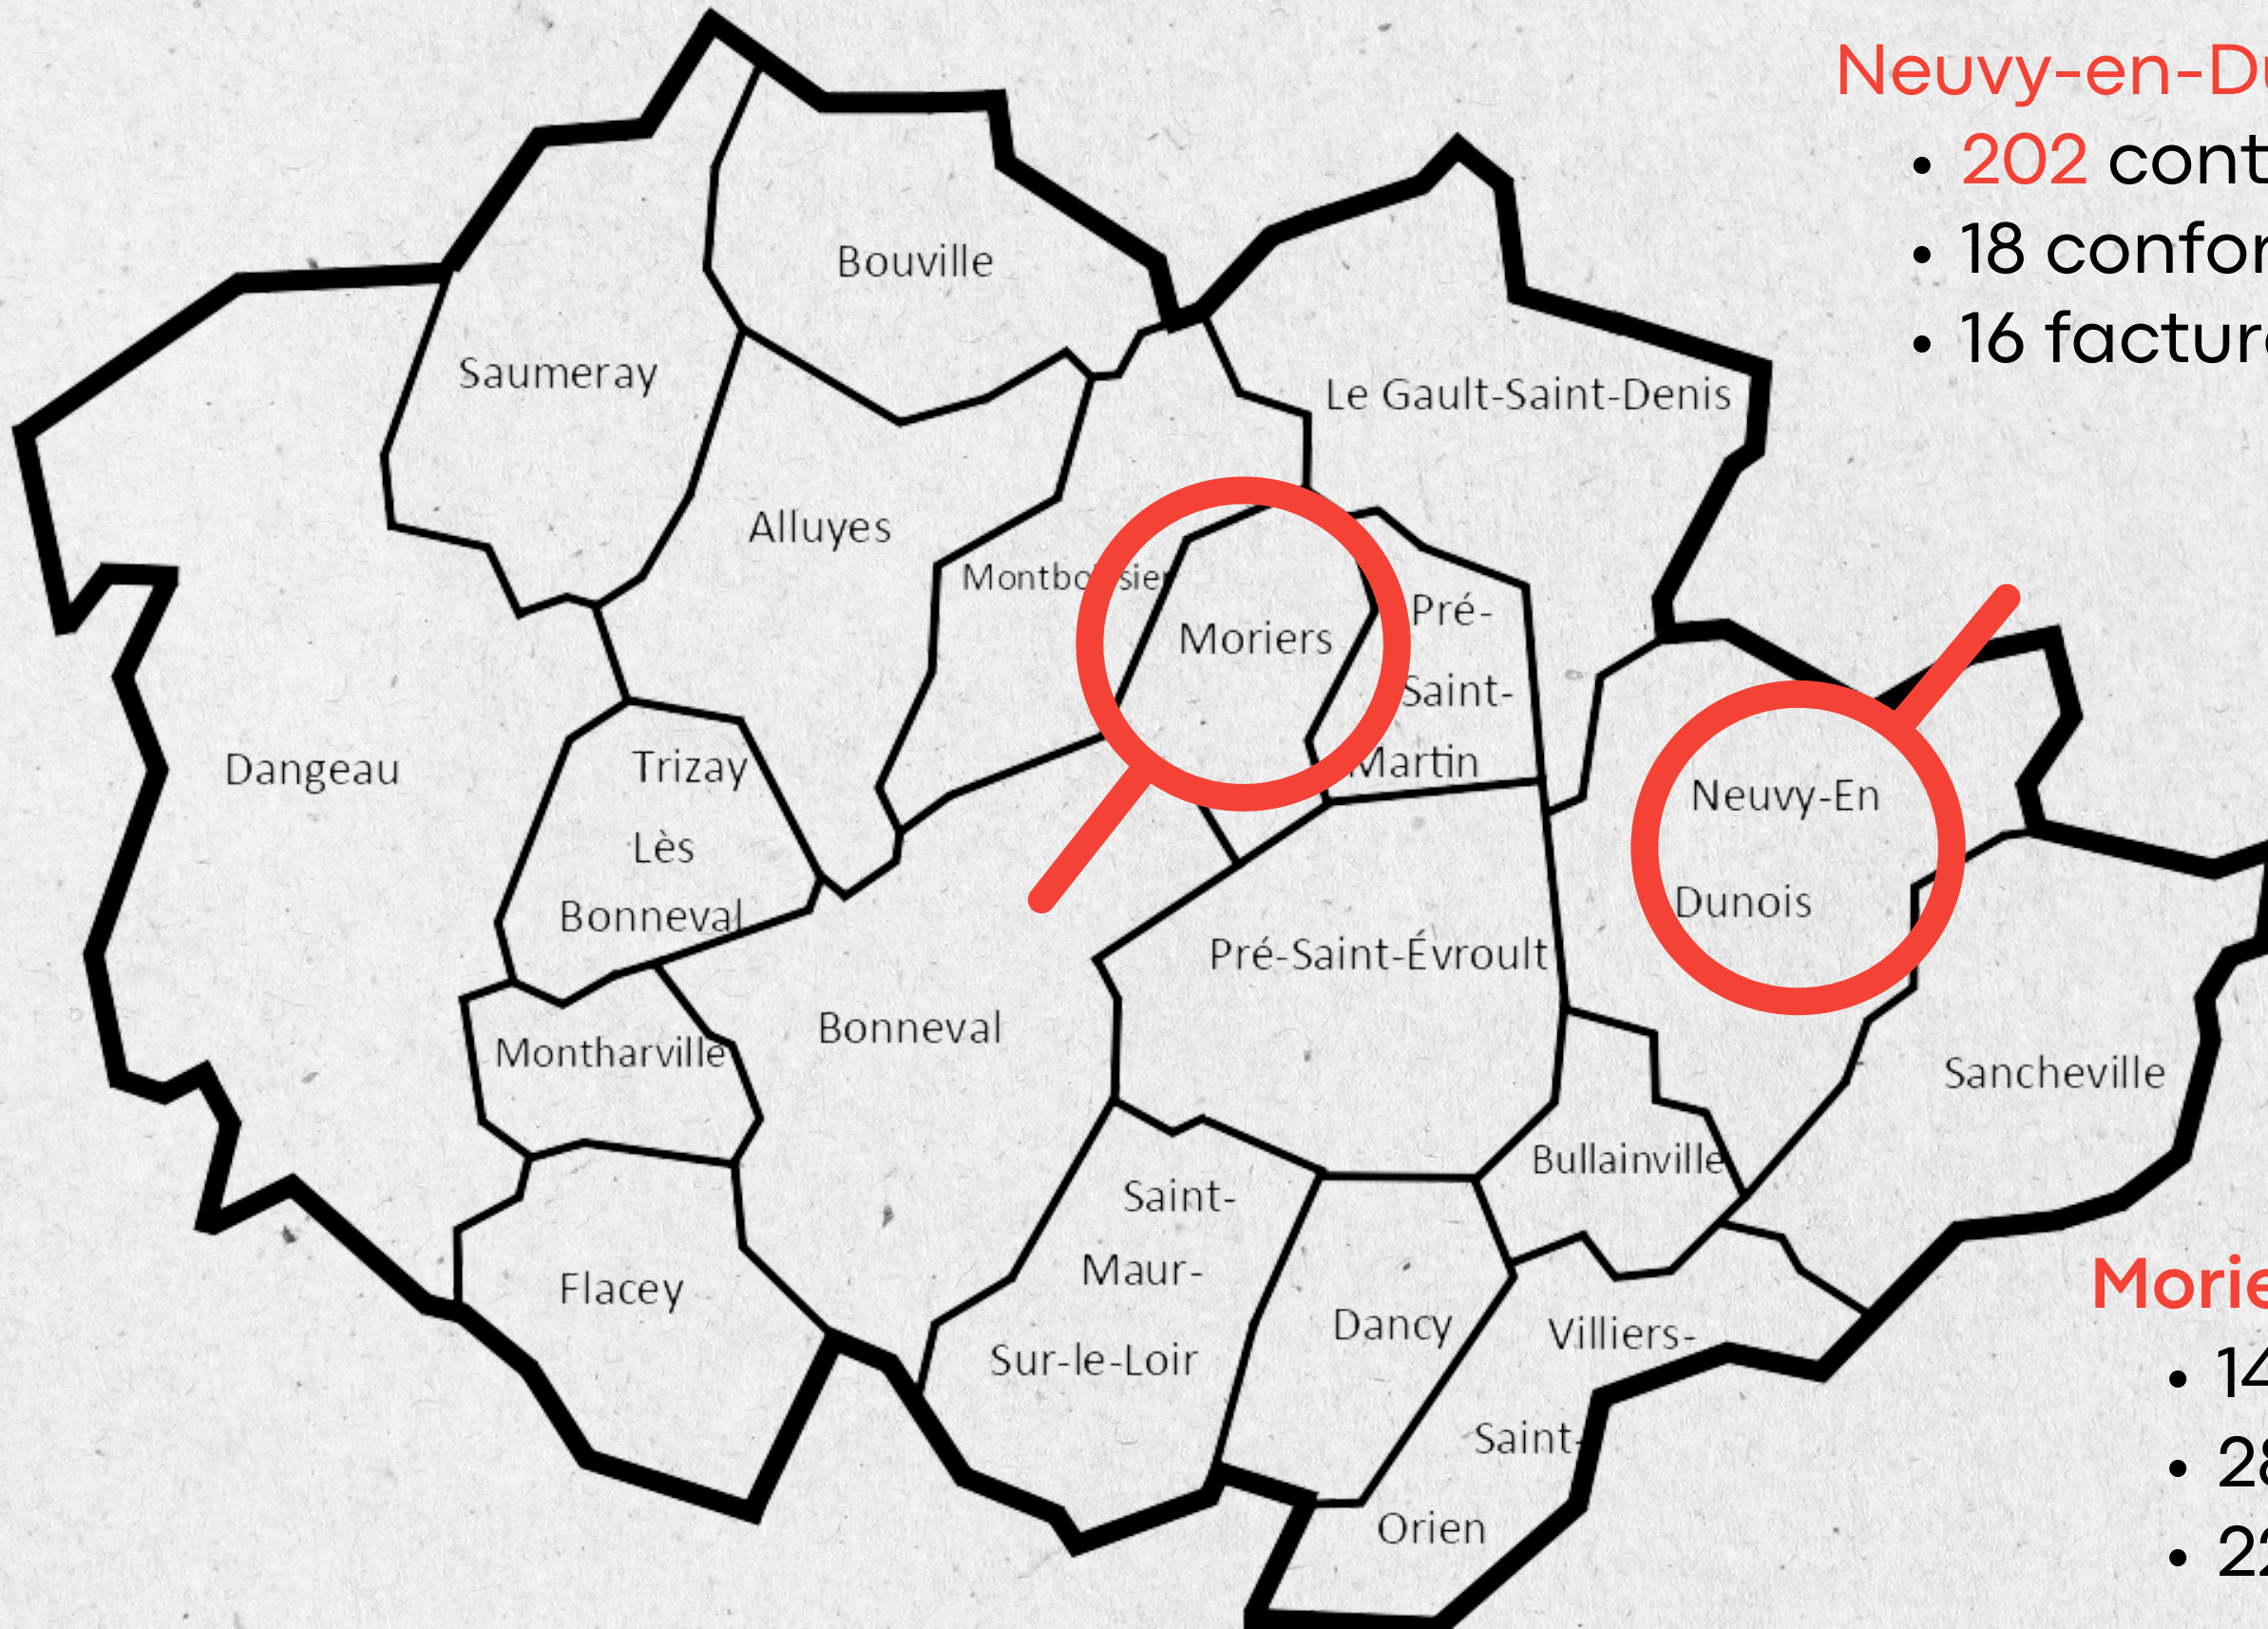 Neuvy-en-Du
• 202 cont
• 18 confor
• 16 factur
Bouville
Saumeray
Le Gault-Saint-Denis
Alluyes
Montboissier
Moriers
Pré-
Saint-
Martin
Dangeau
Trizay
Lès
Bonneval
Neuvy-En
Dunois
Pré-Saint-Évroult
Bonneval
Montharville
Sancheville
Bullainville
Saint-
Maur-
Sur-le-Loir
Flacey
Dancy
Villiers-
Saint-
Orien
Morie
• 14
• 28
• 22